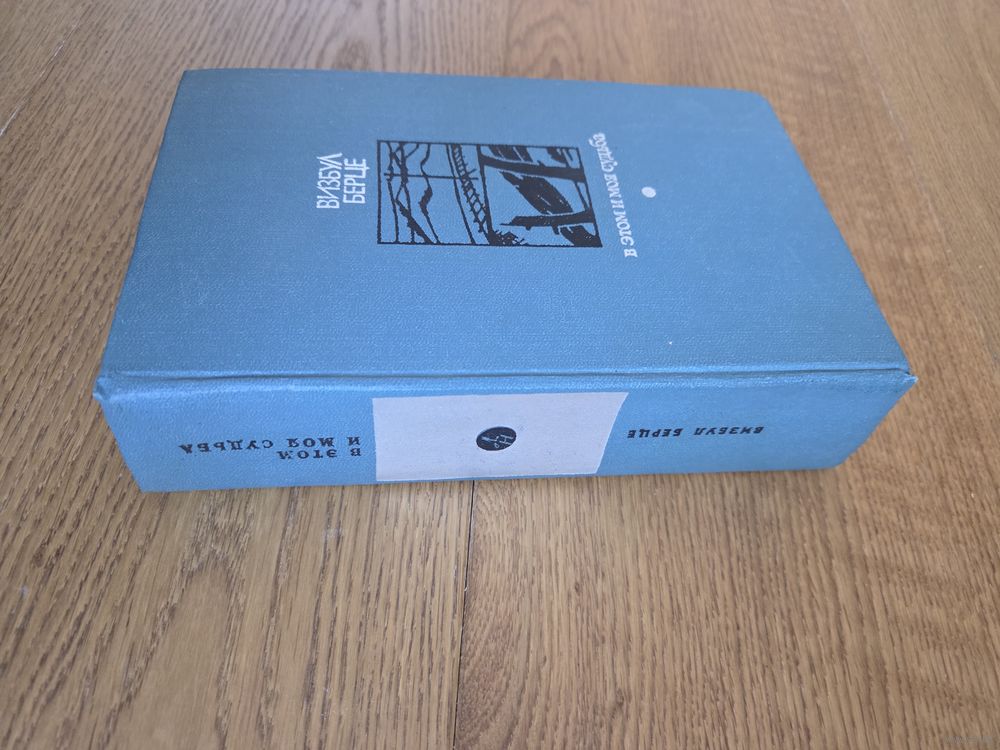 ВИЗБУЛ
БЕРЦЕ
В ЭТОМ И МОЯ СУДЬБА
ВИЗБУЛ БЕРЦЕ
В ЭТОМ
И МОЯ СУДЬБА